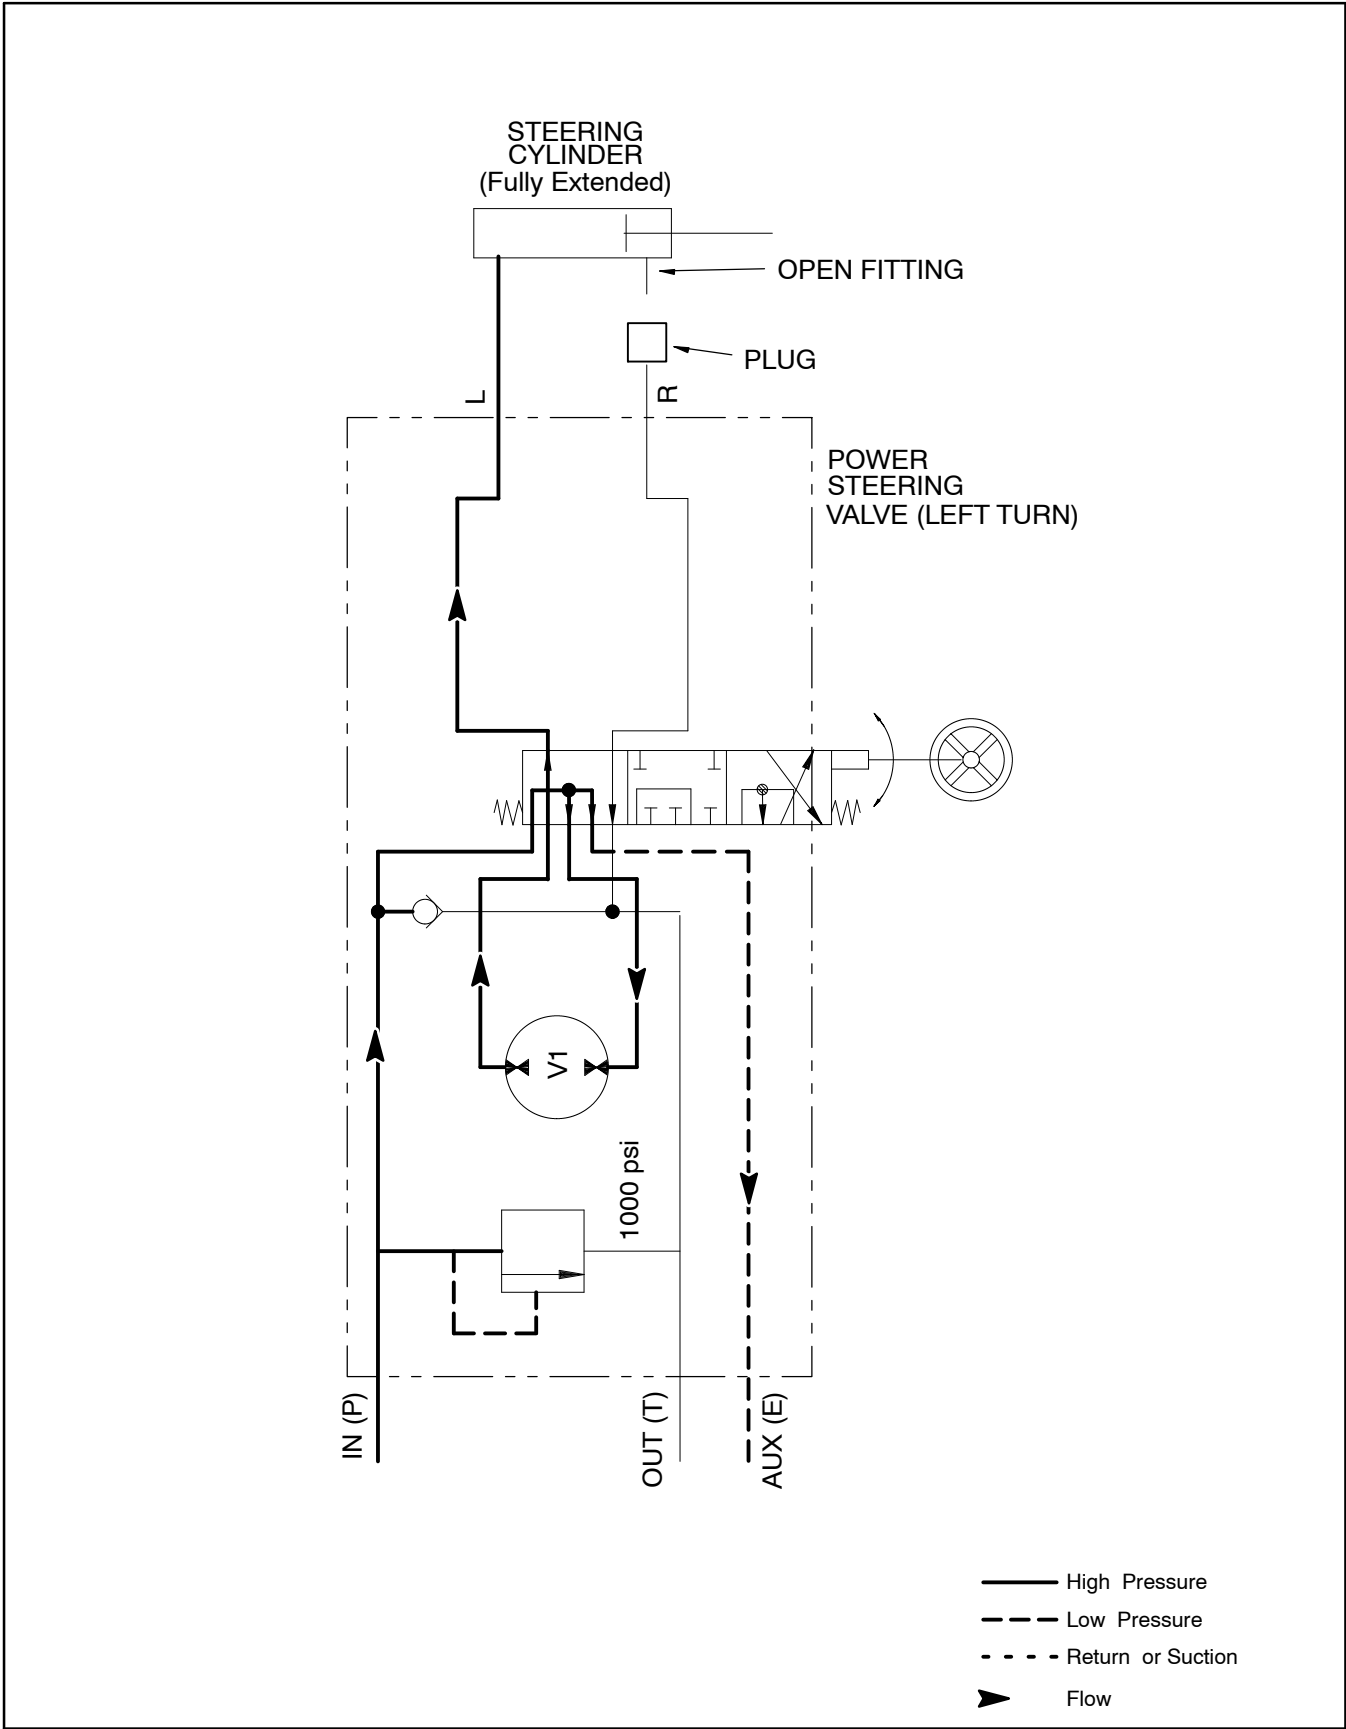 STEERING
CYLINDER
(Fully Extended)
OPEN FITTING
PLUG
L
R
POWER
STEERING
VALVE (LEFT TURN)
V1
1000 psi
IN (P)
OUT (T)
AUX (E)
High Pressure
Low Pressure
Return or Suction
Flow